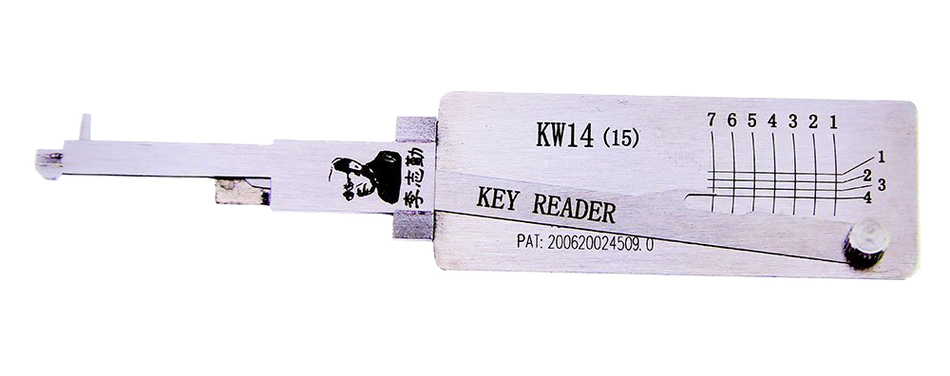 李志勤
KW14 (15)
KEY READER
PAT: 200620024509.0
7 6 5 4 3 2 1
1
2
3
4